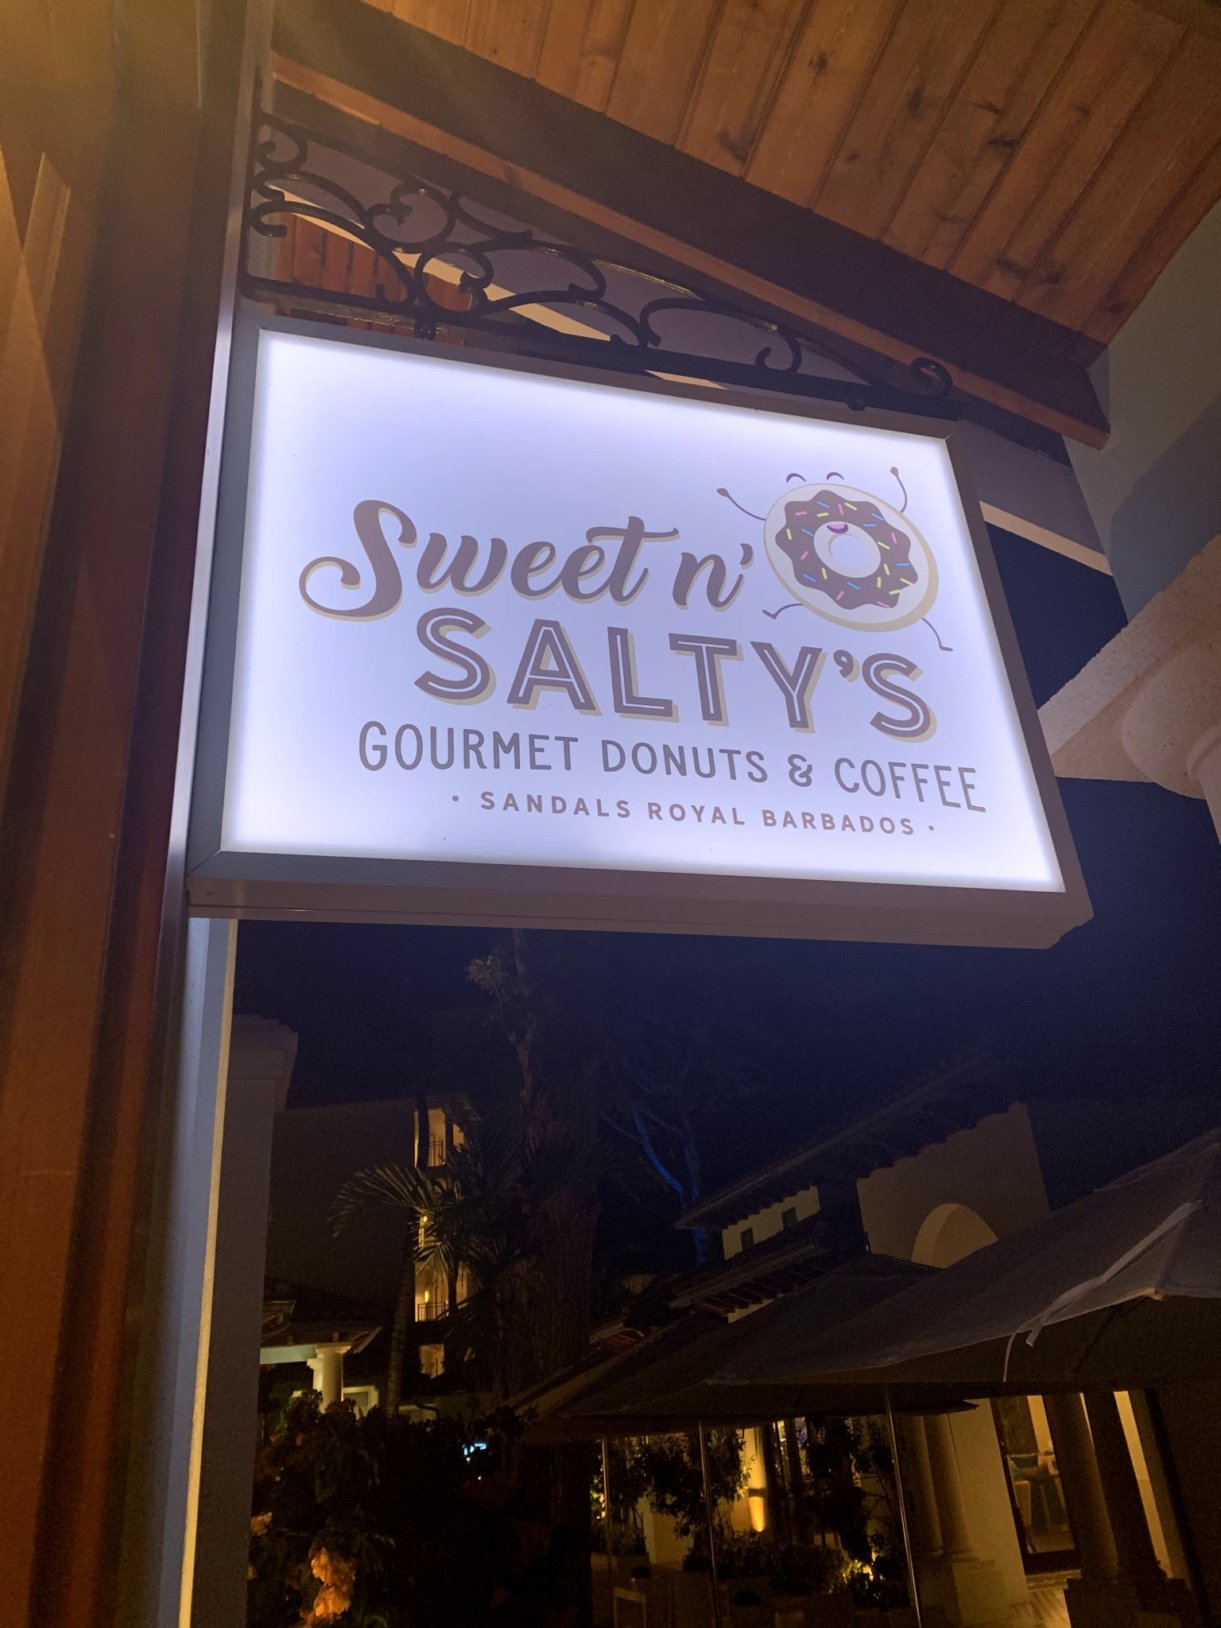 Sweet n'
SALTY'S
GOURMET DONUTS & COFFEE
• SANDALS ROYAL BARBADOS •